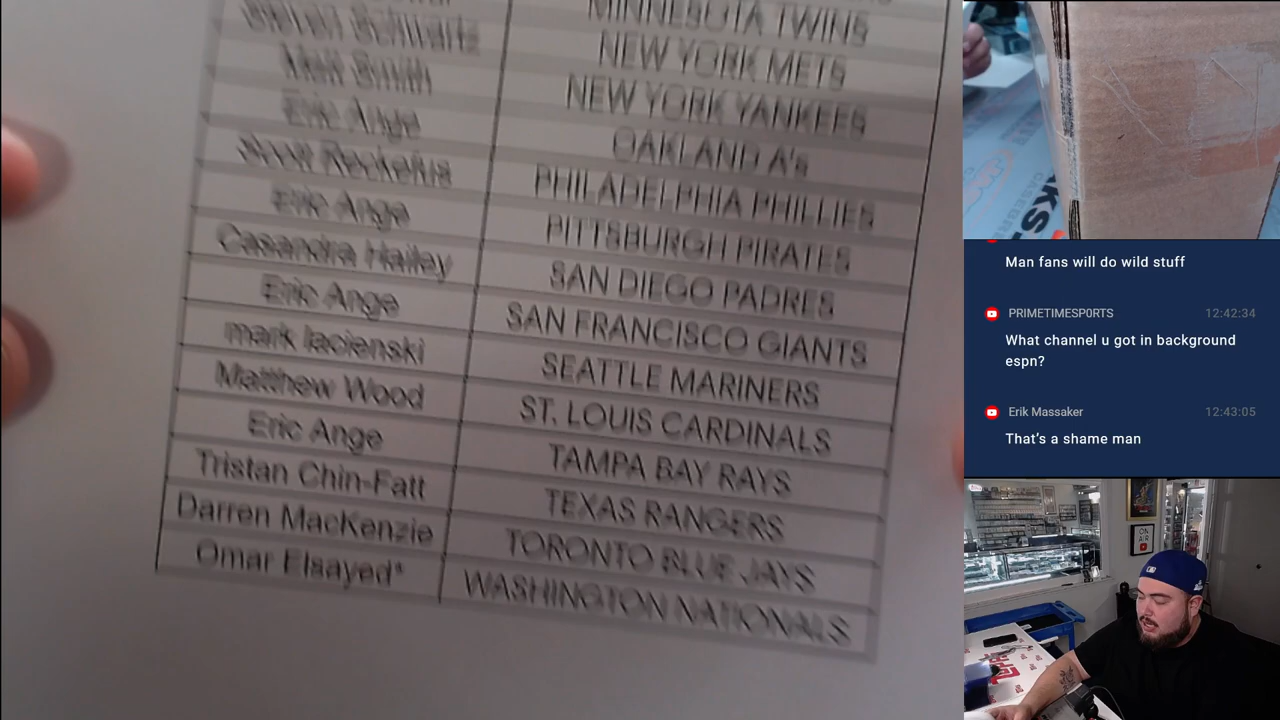 MINNESOTA TWINS
Steven Schwartz NEW YORK METS
Matt Smith NEW YORK YANKEES
Eric Ange OAKLAND A's
Scott PHILADELPHIA PHILLIES
Eric Ange PITTSBURGH PIRATES
Casandra Hailey SAN DIEGO PADRES
Eric Ange SAN FRANCISCO GIANTS
mark lacienski SEATTLE MARINERS
Matthew Wood ST. LOUIS CARDINALS
Eric Ange TAMPA BAY RAYS
Tristan Chin-Fatt TEXAS RANGERS
Darren MacKenzie TORONTO BLUE JAYS
Omar Elsayed* WASHINGTON NATIONALS
Man fans will do wild stuff
PRIMETIMESPORTS 12:42:34
What channel u got in background
espn?
Erik Massaker 12:43:05
That's a shame man